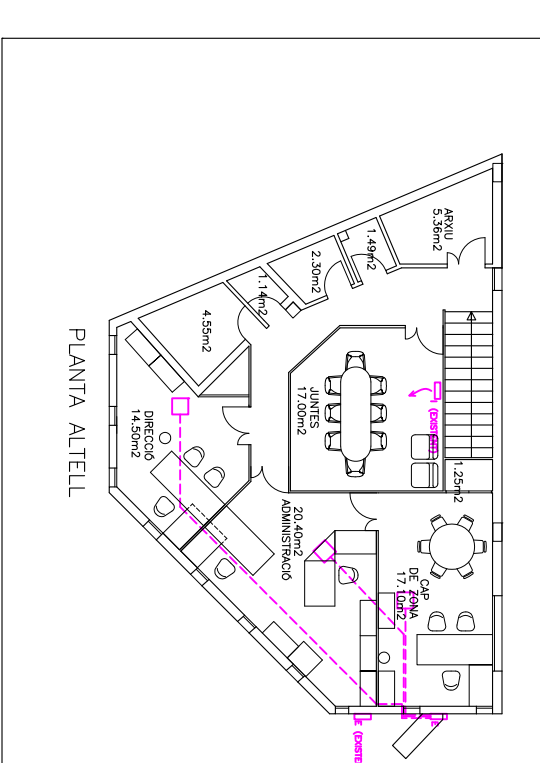 ARXIU
5.36m2
1.49m2
2.30m2
1.14m2
4.55m2
JUNTES
17.00m2
I (EXISTENT)
1.25m2
DIRECCIÓ
14.50m2
20.40m2
ADMINISTRACIÓ
CAP
DE ZONA
17.10m2
E
E (EXISTE
PLANTA ALTELL